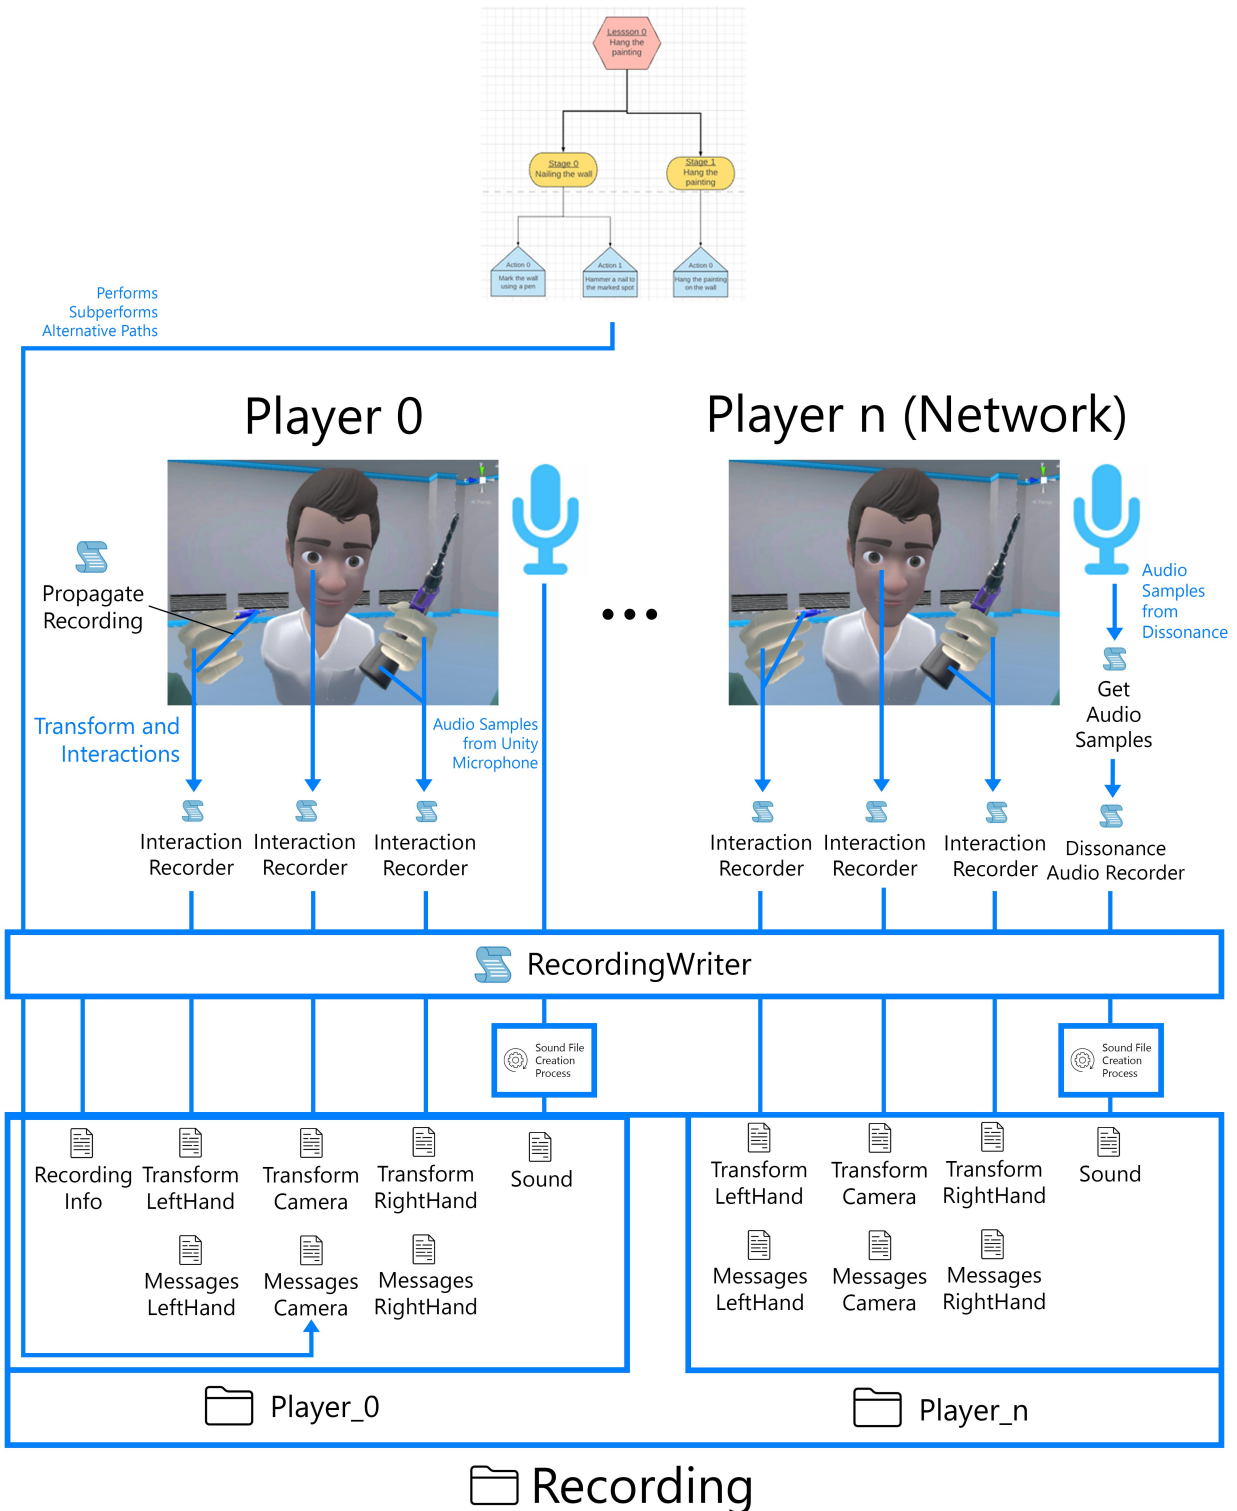 Lessson 0
Hang the
painting
Stage 0
Nailing the wall
Stage 1
Hang the
painting
Action 0
Mark the wall
using a pen
Action 1
Hammer a nail to
the marked spot
Action 0
Hang the painting
on the wall
Performs
Subperforms
Alternative Paths
Player 0
Player n (Network)
Propagate
Recording
Transform and
Interactions
Audio Samples
from Unity
Microphone
Audio
Samples
from
Dissonance
Get
Audio
Samples
Interaction
Recorder
Interaction
Recorder
Interaction
Recorder
Interaction
Recorder
Interaction
Recorder
Interaction
Recorder
Dissonance
Audio Recorder
RecordingWriter
Sound File
Creation
Process
Sound File
Creation
Process
Recording
Info
Transform
LeftHand
Transform
Camera
Transform
RightHand
Sound
Messages
LeftHand
Messages
Camera
Messages
RightHand
Transform
LeftHand
Transform
Camera
Transform
RightHand
Sound
Messages
LeftHand
Messages
Camera
Messages
RightHand
Player_0
Player_n
Recording